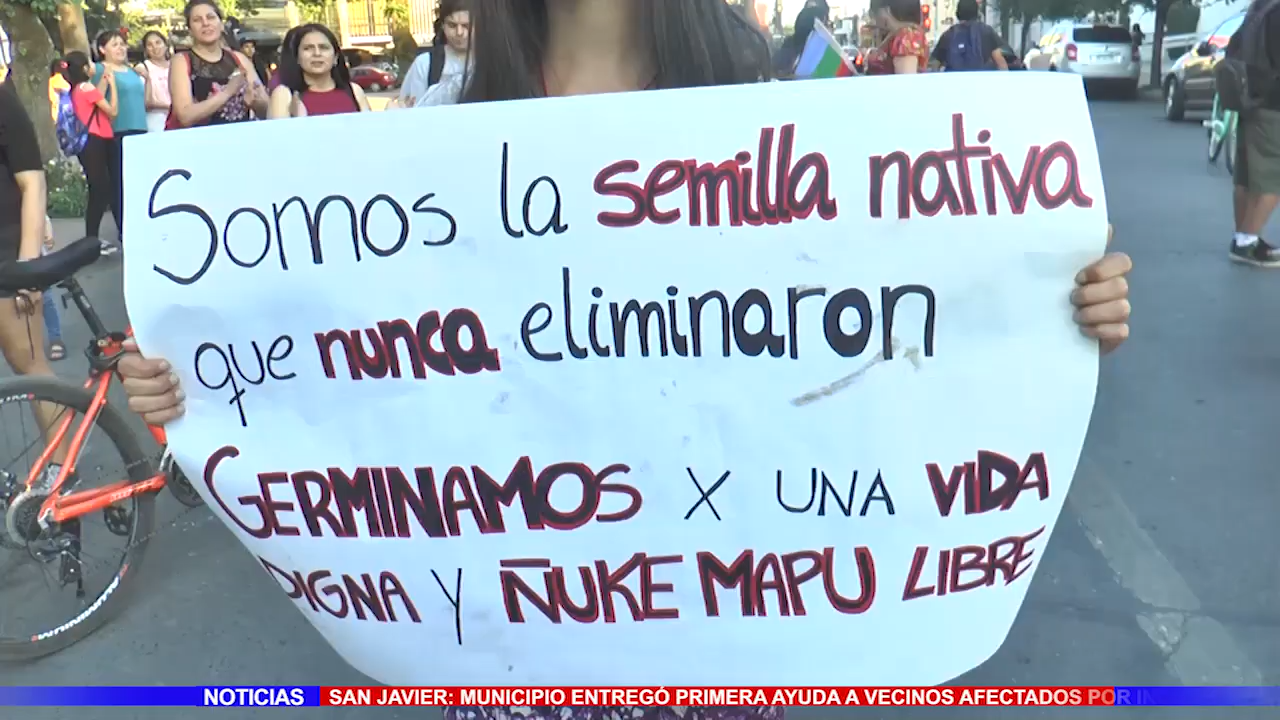 Somos la semilla nativa
que nunca eliminaron
GERMINAMOS X UNA VIDA
DIGNA Y ÑUKE MAPU LIBRE
NOTICIAS SAN JAVIER: MUNICIPIO ENTREGÓ PRIMERA AYUDA A VECINOS AFECTADOS POR